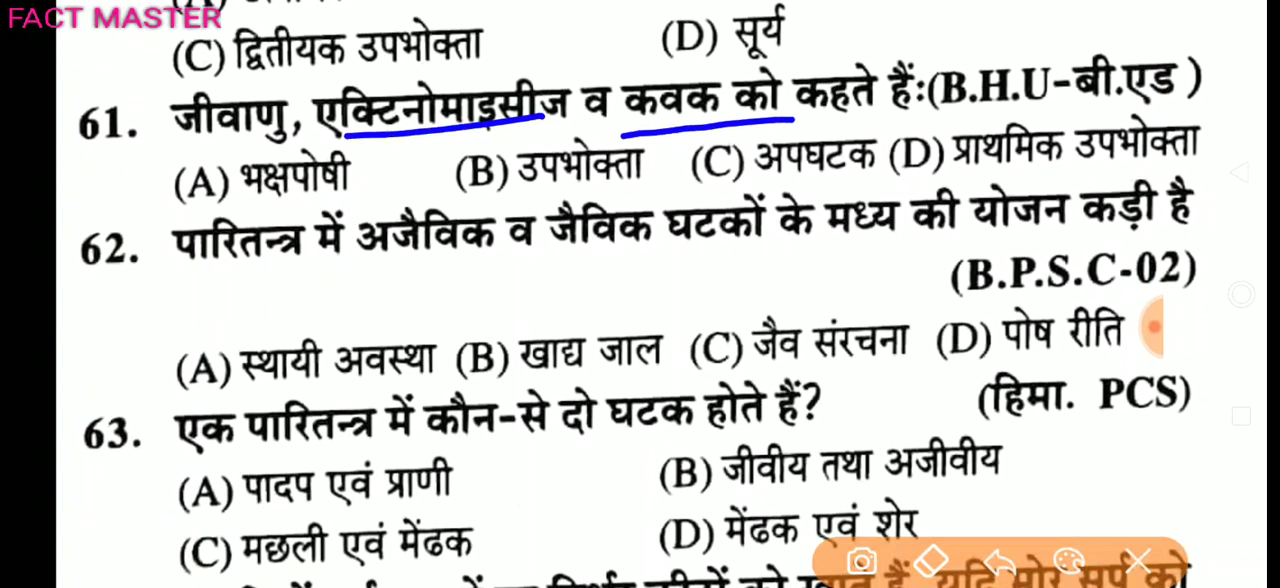 FACT MASTER
(C) द्वितीयक उपभोक्ता (D) सूर्य
61. जीवाणु, एक्टिनोमाइसीज व कवक को कहते हैं:(B.H.U-बी.एड )
(A) भक्षपोषी (B) उपभोक्ता (C) अपघटक (D) प्राथमिक उपभोक्ता
62. पारितन्त्र में अजैविक व जैविक घटकों के मध्य की योजन कड़ी है
(B.P.S.C-02)
(A) स्थायी अवस्था (B) खाद्य जाल (C) जैव संरचना (D) पोष रीति
63. एक पारितन्त्र में कौन-से दो घटक होते हैं? (हिमा. PCS)
(A) पादप एवं प्राणी (B) जीवीय तथा अजीवीय
(C) मछली एवं मेंढक (D) मेंढक एवं शेर
हैं यदि मोर सर्प को